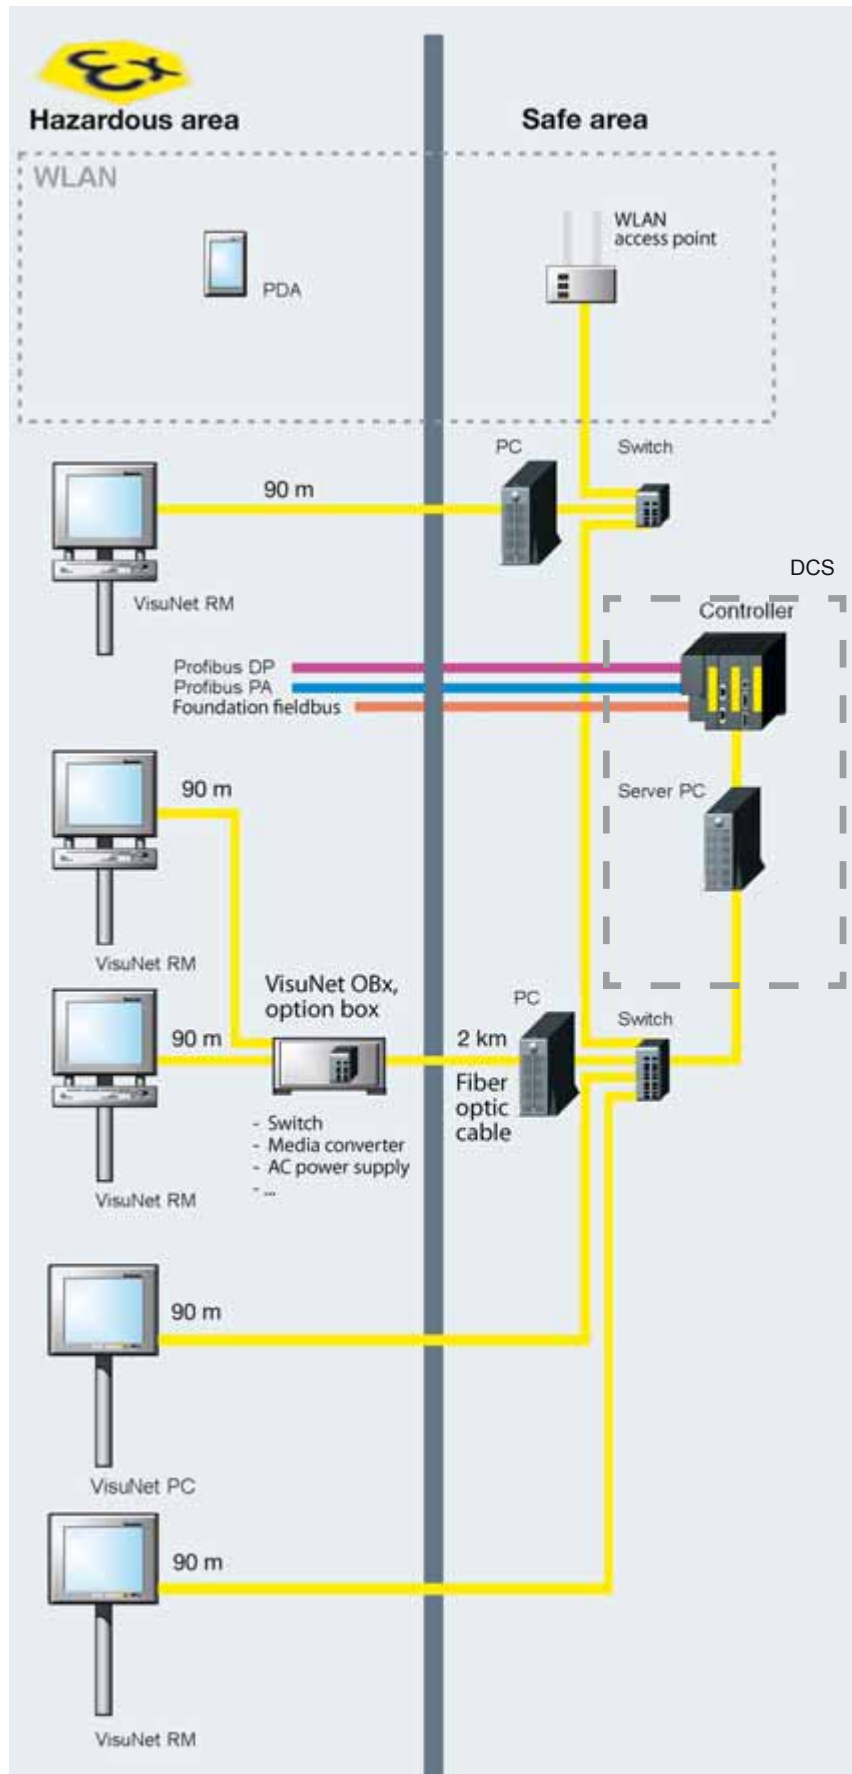 Ex
Hazardous area
Safe area
WLAN
WLAN
access point
PDA
PC
Switch
90 m
VisuNet RM
DCS
Controller
Profibus DP
Profibus PA
Foundation fieldbus
90 m
Server PC
VisuNet RM
VisuNet OBx,
option box
PC
Switch
90 m
2 km
Fiber
optic
cable
- Switch
- Media converter
- AC power supply
- ...
VisuNet RM
90 m
VisuNet PC
90 m
VisuNet RM